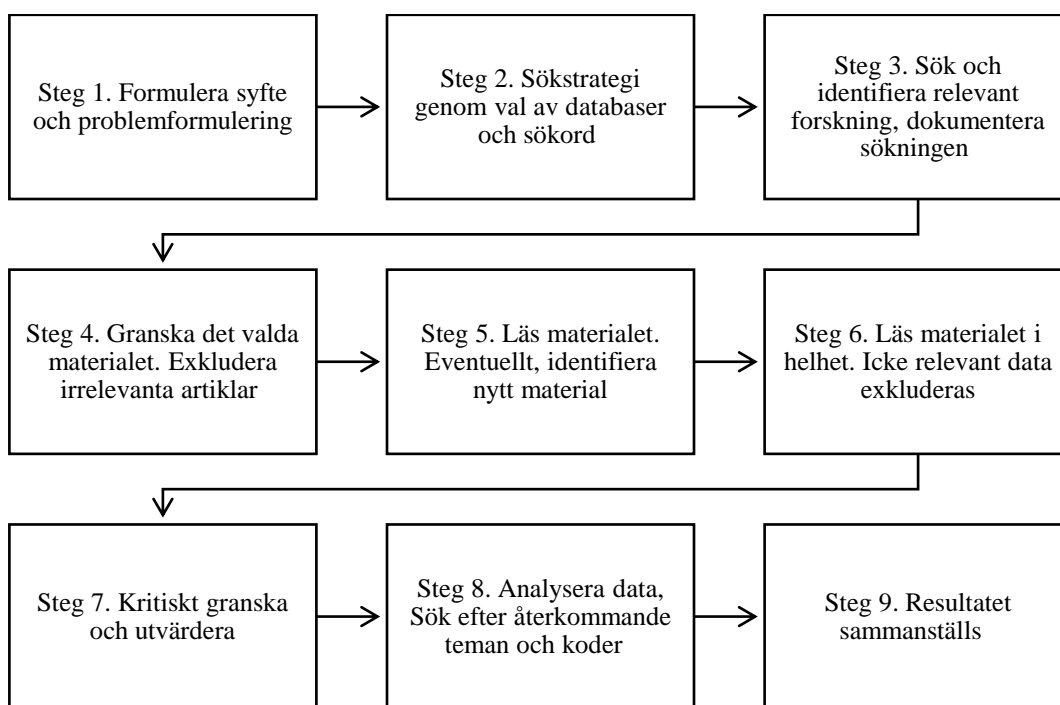 Steg 1. Formulera syfte
och problemformulering
Steg 2. Sökstrategi
genom val av databaser
och sökord
Steg 3. Sök och
identifiera relevant
forskning, dokumentera
sökningen
Steg 4. Granska det valda
materialet. Exkludera
irrelevanta artiklar
Steg 5. Läs materialet.
Eventuellt, identifiera
nytt material
Steg 6. Läs materialet i
helhet. Icke relevant data
exkluderas
Steg 7. Kritiskt granska
och utvärdera
Steg 8. Analysera data,
Sök efter återkommande
teman och koder
Steg 9. Resultatet
sammanställs